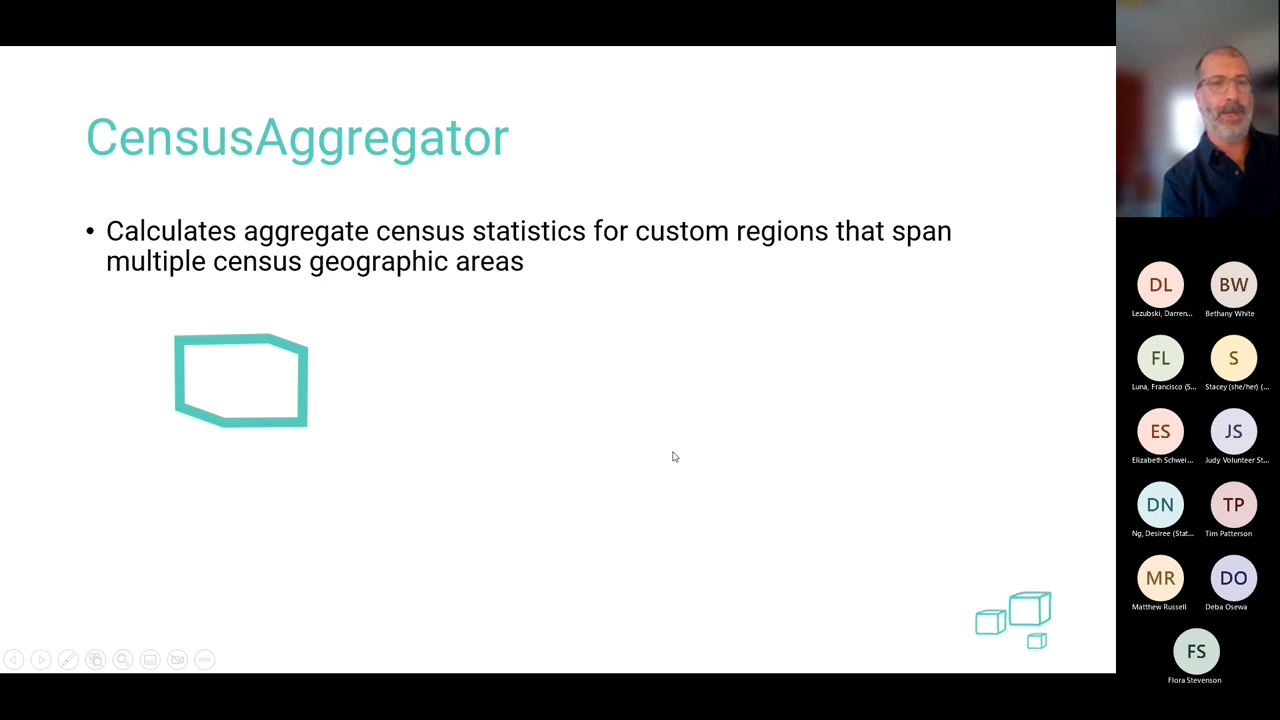 CensusAggregator
• Calculates aggregate census statistics for custom regions that span
multiple census geographic areas
DL
BW
Lezubski, Darren...
Bethany White
FL
S
Luna, Francisco (S...
Stacey (she/her) (...
ES
JS
Elizabeth Schwei...
Judy Volunteer St...
DN
TP
Ng, Desiree (Stat...
Tim Patterson
MR
DO
Matthew Russell
Deba Osewa
FS
Flora Stevenson